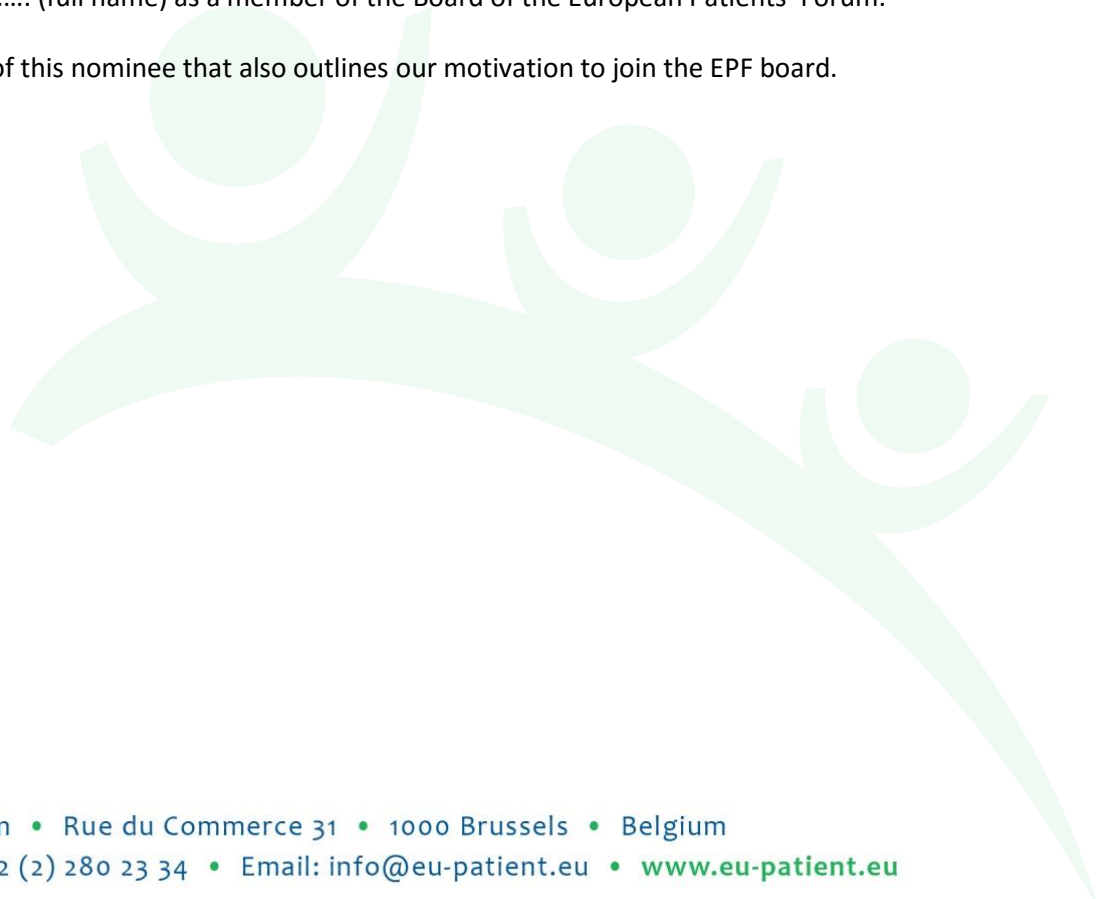 ..... (full name) as a member of the Board of the European Patients' Forum.
of this nominee that also outlines our motivation to join the EPF board.
n • Rue du Commerce 31 • 1000 Brussels • Belgium
2 (2) 280 23 34 • Email: info@eu-patient.eu • www.eu-patient.eu